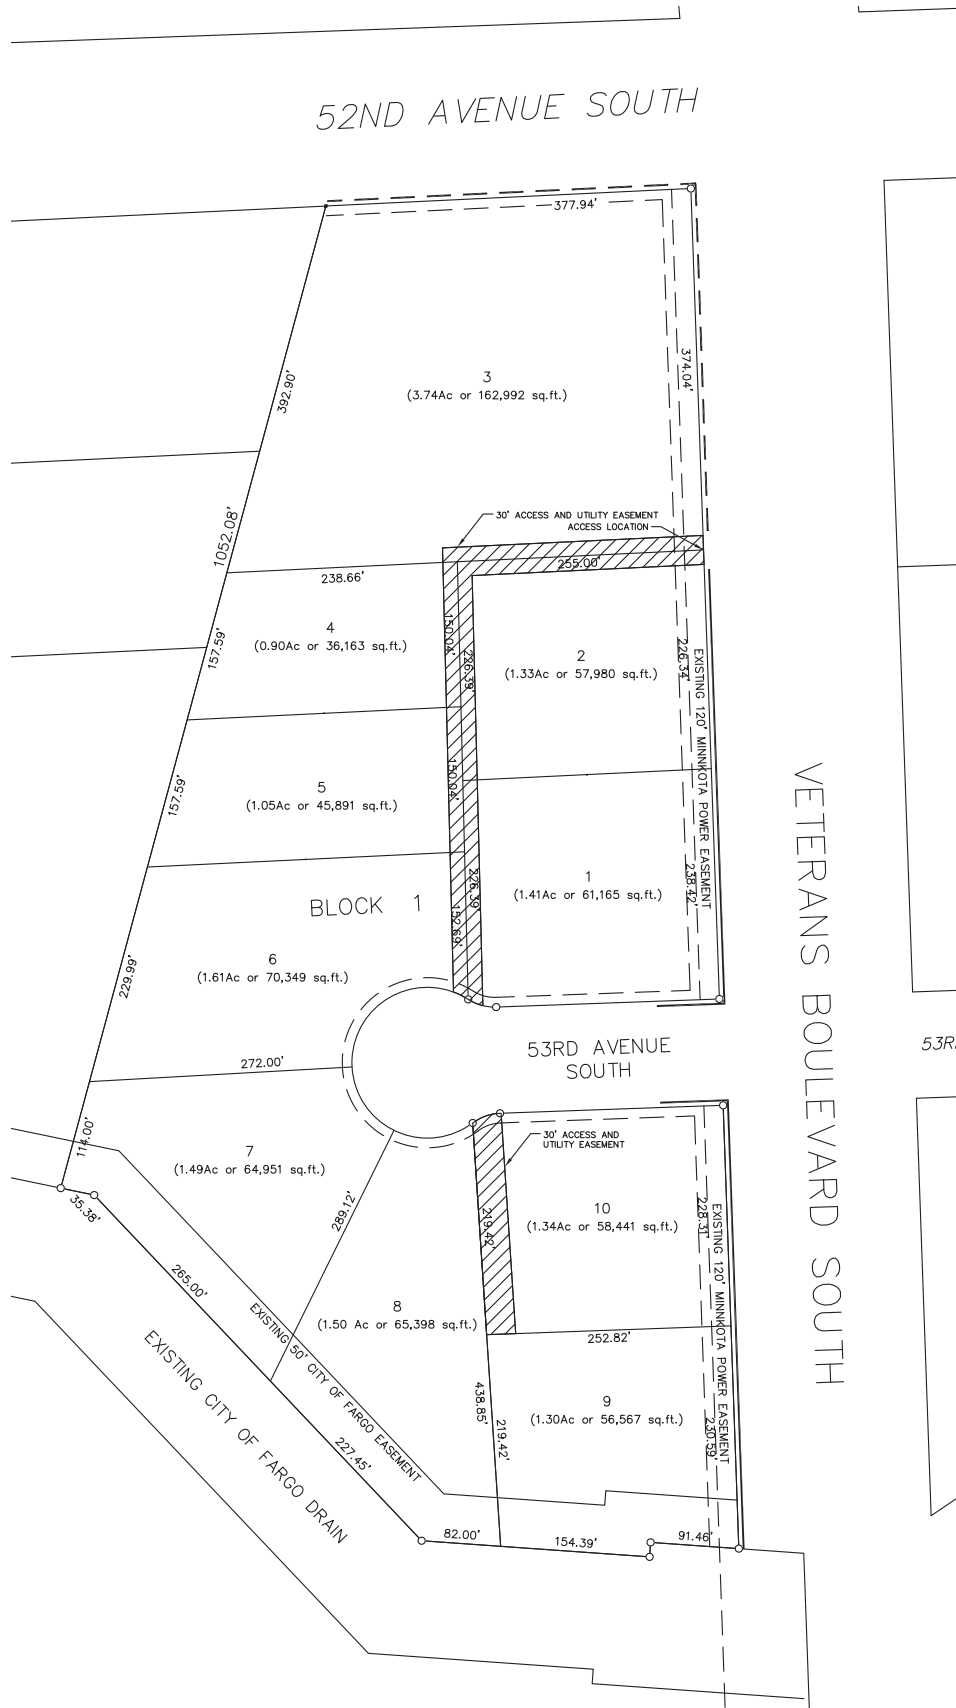 52ND AVENUE SOUTH
377.94'
374.04'
3
(3.74Ac or 162,992 sq.ft.)
392.90'
1052.08'
30' ACCESS AND UTILITY EASEMENT
ACCESS LOCATION
255.00'
238.66'
4
(0.90Ac or 36,163 sq.ft.)
157.59'
150.04'
226.39'
2
(1.33Ac or 57,980 sq.ft.)
226.34'
EXISTING 120' MINNKOTA POWER EASEMENT
VETERANS BOULEVARD SOUTH
5
(1.05Ac or 45,891 sq.ft.)
157.59'
150.04'
1
(1.41Ac or 61,165 sq.ft.)
226.39'
238.42'
BLOCK 1
152.69'
6
(1.61Ac or 70,349 sq.ft.)
229.99'
272.00'
53RD AVENUE
SOUTH
53R
114.00'
7
(1.49Ac or 64,951 sq.ft.)
30' ACCESS AND
UTILITY EASEMENT
35.38'
289.12'
219.42'
10
(1.34Ac or 58,441 sq.ft.)
228.31'
EXISTING 120' MINNKOTA POWER EASEMENT
265.00'
8
(1.50 Ac or 65,398 sq.ft.)
252.82'
EXISTING 50' CITY OF FARGO EASEMENT
EXISTING CITY OF FARGO DRAIN
438.85'
219.42'
9
(1.30Ac or 56,567 sq.ft.)
230.59'
227.45'
82.00'
154.39'
91.46'